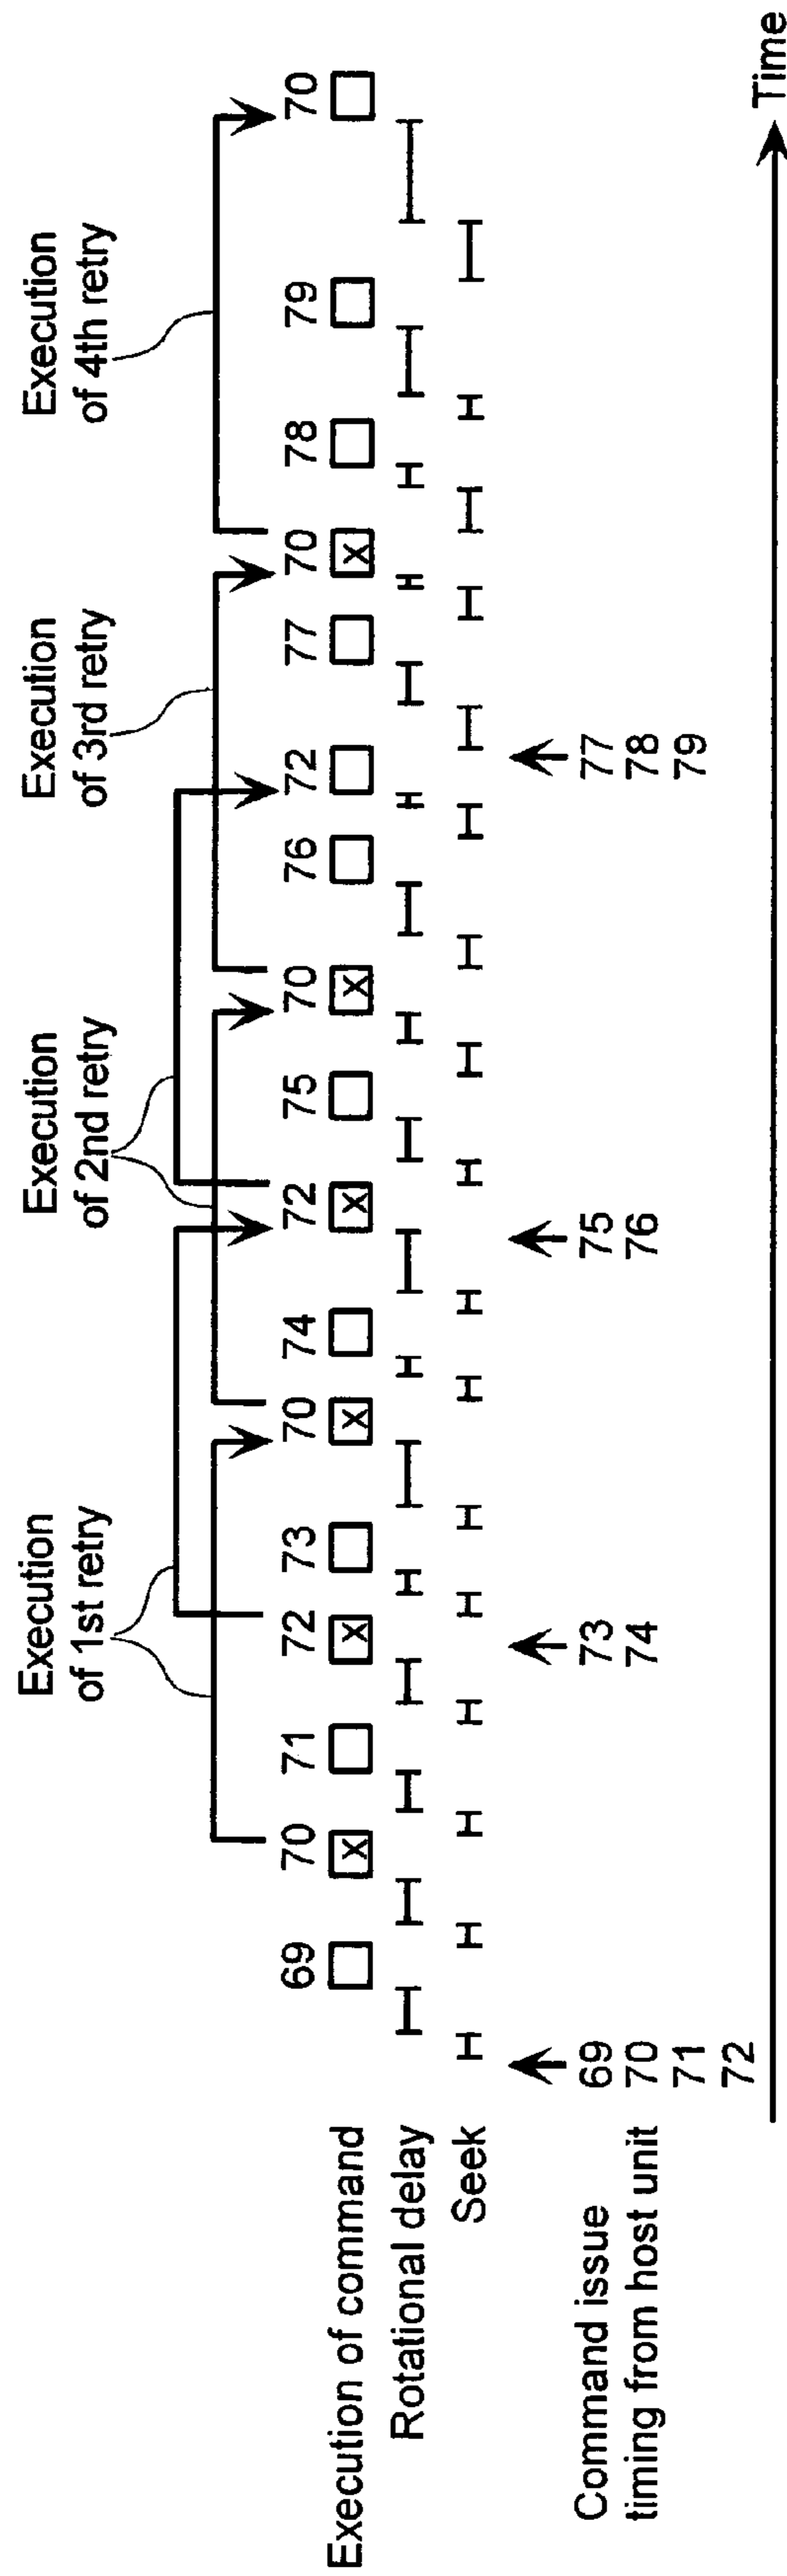 Execution
of 1st retry
Execution
of 2nd retry
Execution
of 3rd retry
Execution
of 4th retry
69 70 71 72 73 70 74 72 75 70 76 72 77 70 78 79 70
Execution of command
X X X X X X
Rotational delay
Seek
Command issue
timing from host unit
69
70
71
72
73
74
75
76
77
78
79
Time